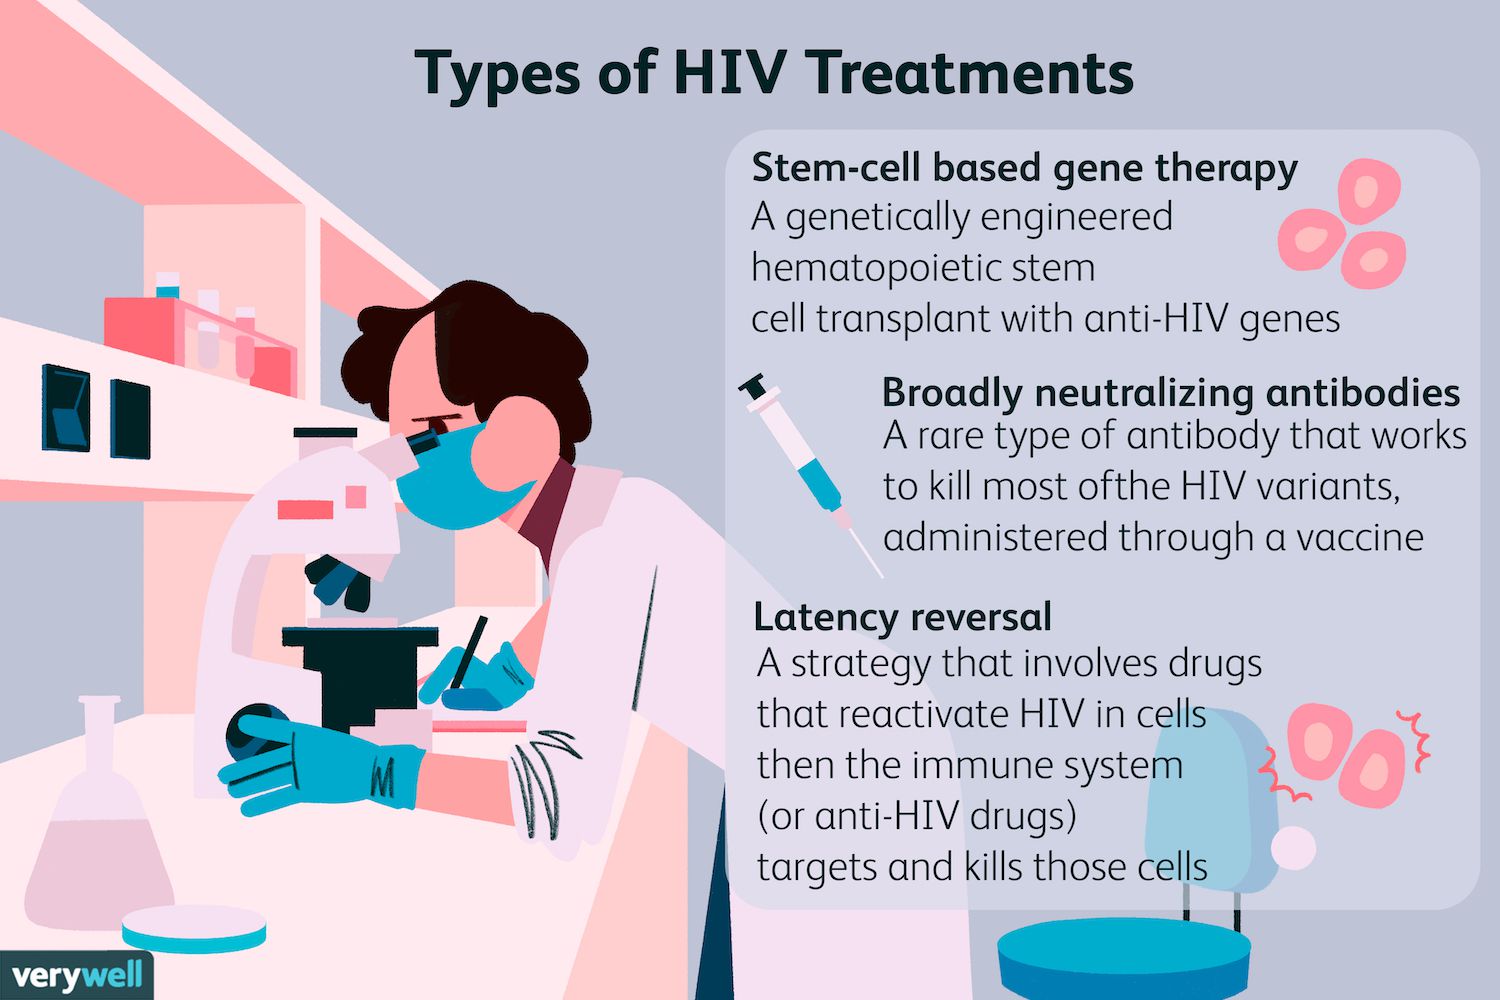 Types of HIV Treatments
Stem-cell based gene therapy
A genetically engineered
hematopoietic stem
cell transplant with anti-HIV genes
Broadly neutralizing antibodies
A rare type of antibody that works
to kill most ofthe HIV variants,
administered through a vaccine
Latency reversal
A strategy that involves drugs
that reactivate HIV in cells
then the immune system
(or anti-HIV drugs)
targets and kills those cells
verywell